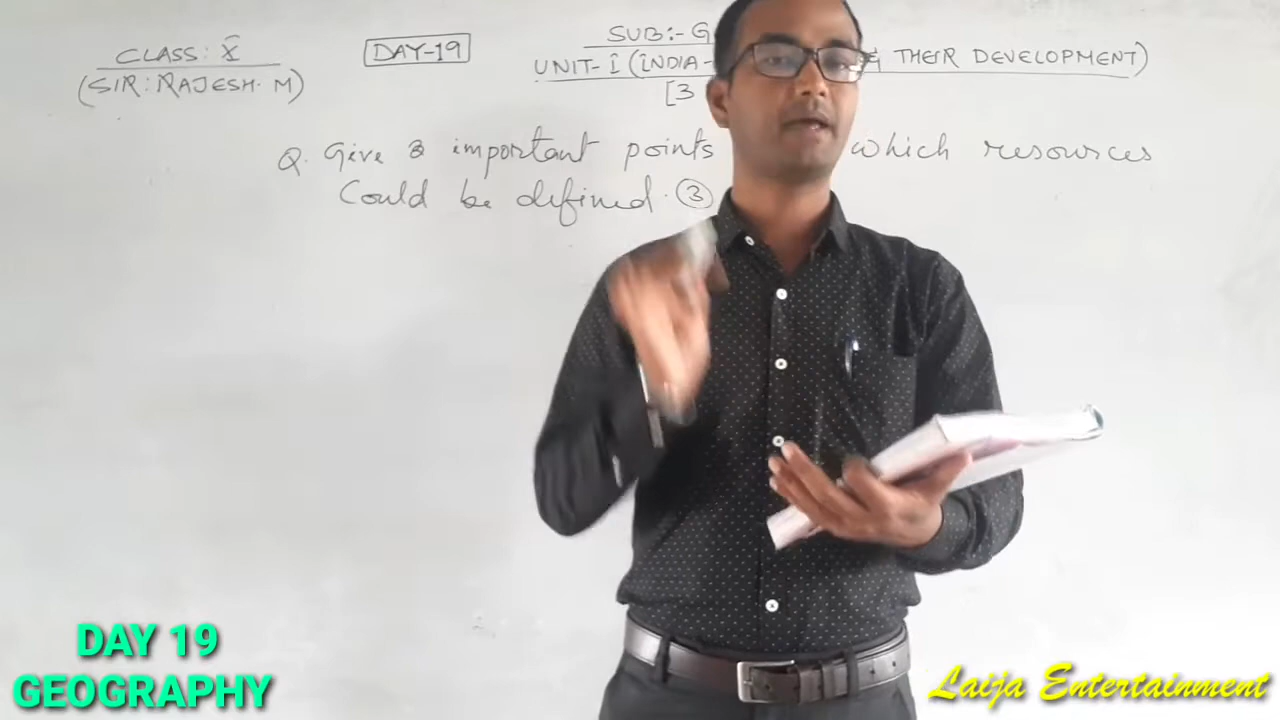 CLASS: X
(SIR: RAJESH. M)
DAY-19
SUB:- G
UNIT- I (INDIA- & THEIR DEVELOPMENT)
[3
Q. Give 3 important points which resources
Could be defined. ③
DAY 19
GEOGRAPHY
Laija Entertainment